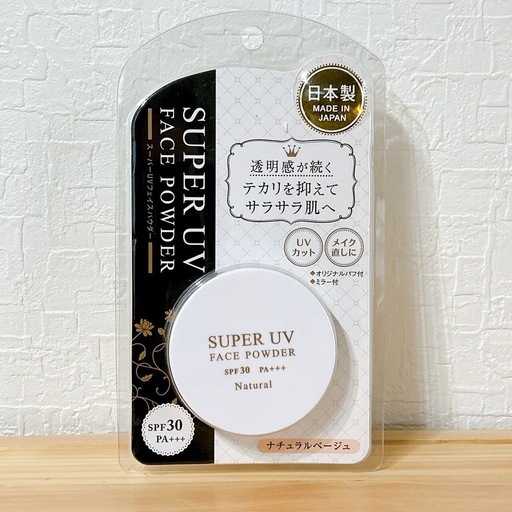 SUPER UV
FACE POWDER
スーパーUVフェイスパウダー
日本製
MADE IN
JAPAN
透明感が続く
テカリを抑えて
サラサラ肌へ
UV
カット
メイク
直しに
◆オリジナルパフ付
◆ミラー付
SUPER UV
FACE POWDER
SPF 30 PA+++
Natural
SPF30
PA+++
ナチュラルベージュ